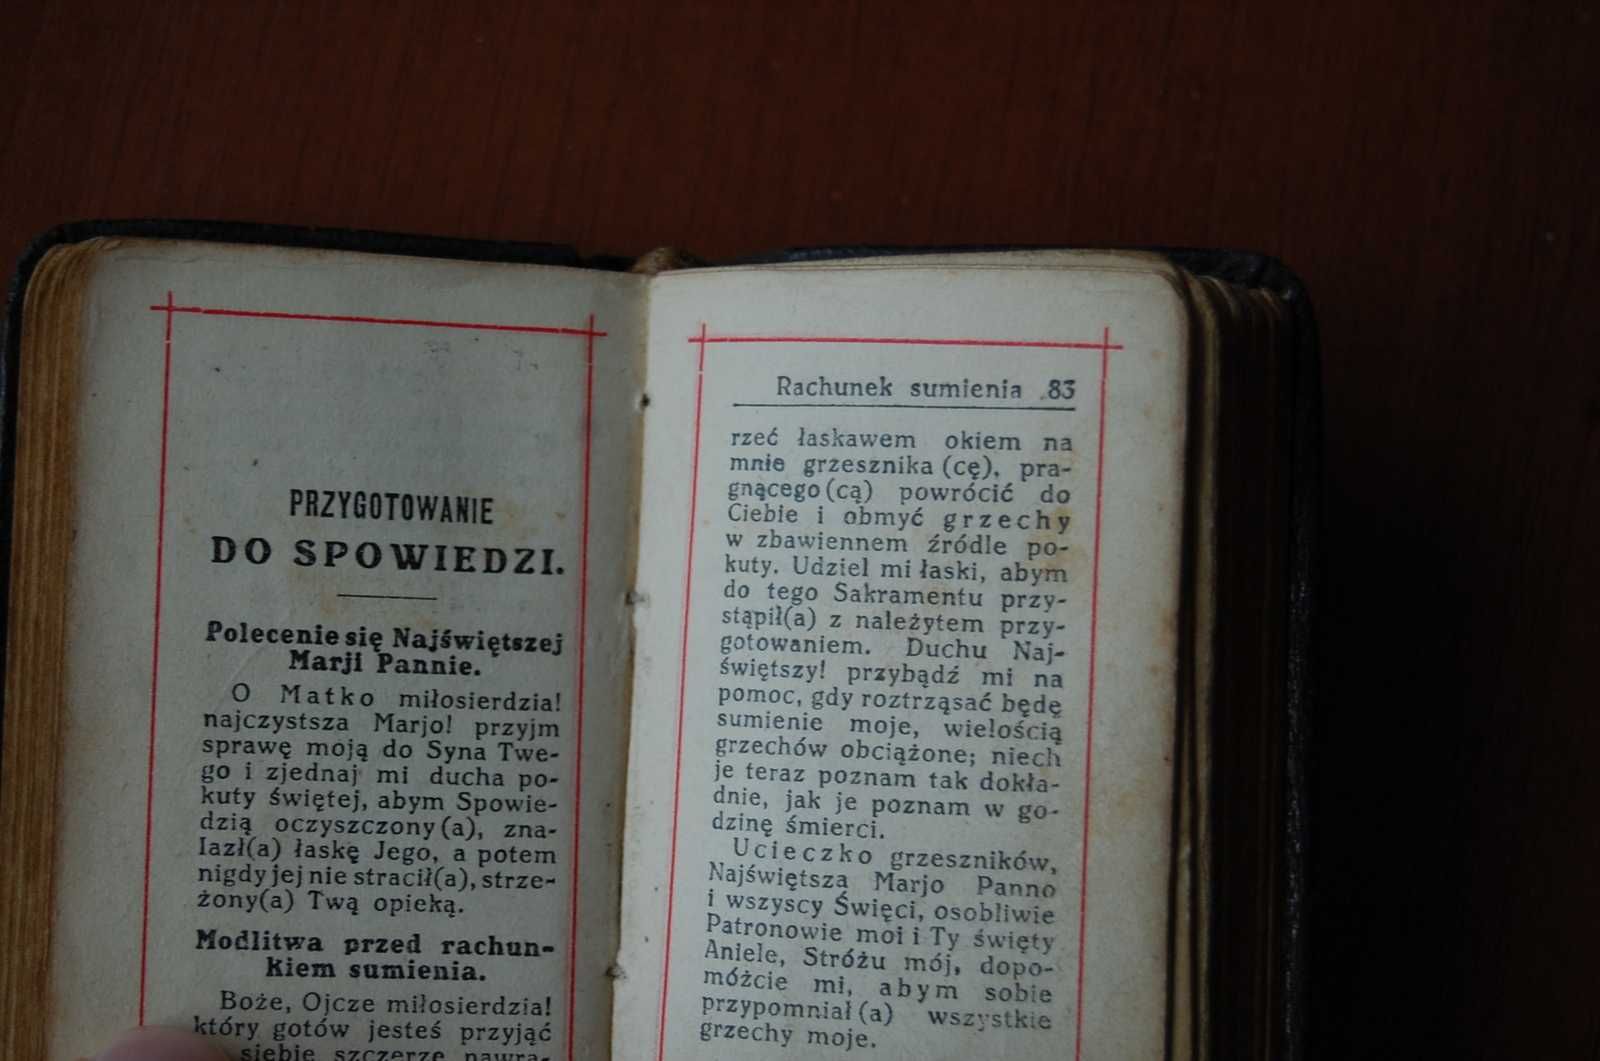 PRZYGOTOWANIE
DO SPOWIEDZI.
Polecenie się Najświętszej
Marji Pannie.
O Matko miłosierdzia!
najczystsza Marjo! przyjm
sprawę moją do Syna Twe-
go i zjednaj mi ducha po-
kuty świętej, abym Spowie-
dzią oczyszczony(a), zna-
lazł(a) łaskę Jego, a potem
nigdy jej nie stracił(a), strze-
żony(a) Twą opieką.
Modlitwa przed rachun-
kiem sumienia.
Boże, Ojcze miłosierdzia!
który gotów jesteś przyjąć
siebie szczerze nawra-
Rachunek sumienia 83
rzeć łaskawem okiem na
mnie grzesznika (cę), pra-
gnącego (cą) powrócić do
Ciebie i obmyć grzechy
w zbawiennem źródle po-
kuty. Udziel mi łaski, abym
do tego Sakramentu przy-
stąpił(a) z należytem przy-
gotowaniem. Duchu Naj-
świętszy! przybądź mi na
pomoc, gdy roztrząsać będę
sumienie moje, wielością
grzechów obciążone; niech
je teraz poznam tak dokła-
dnie, jak je poznam w go-
dzinę śmierci.
Ucieczko grzeszników,
Najświętsza Marjo Panno
i wszyscy Święci, osobliwie
Patronowie moi i Ty święty
Aniele, Stróżu mój, dopo-
móżcie mi, abym sobie
przypomniał (a) wszystkie
grzechy moje.